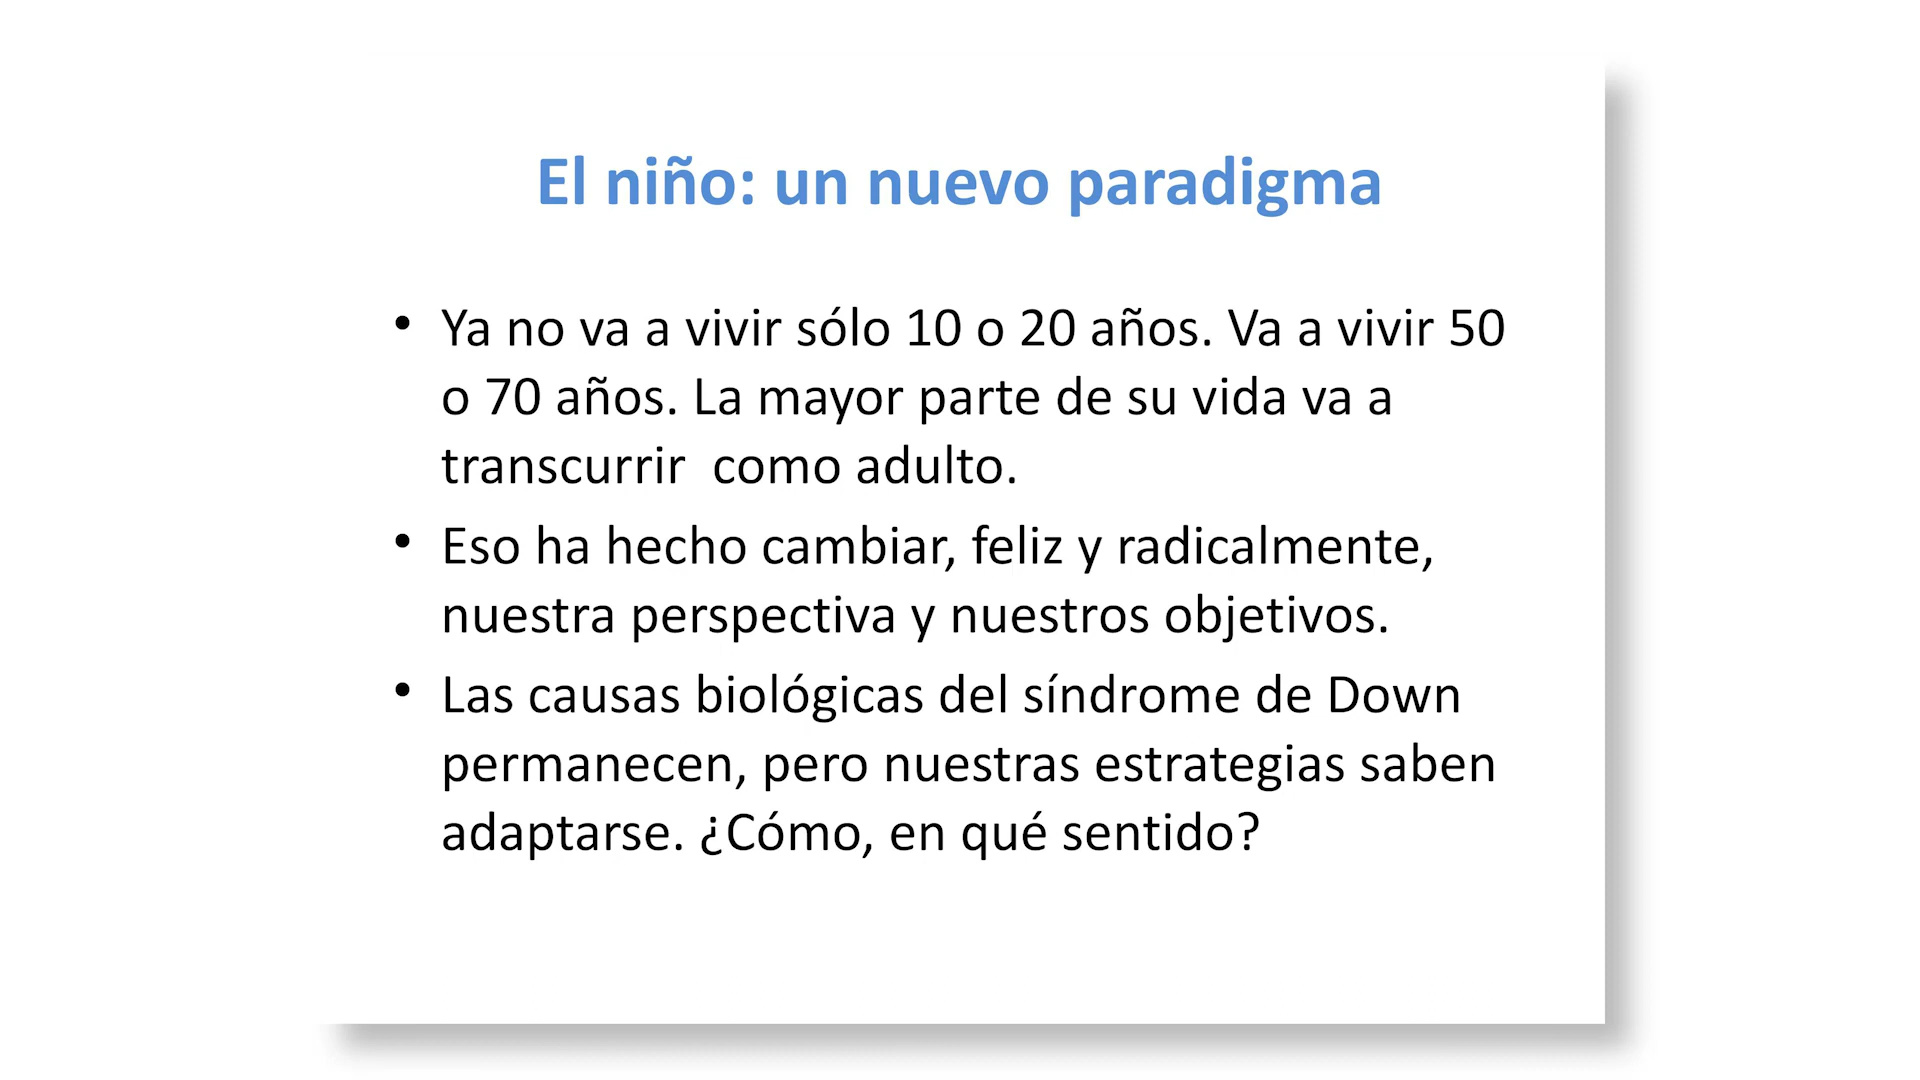 El niño: un nuevo paradigma
• Ya no va a vivir sólo 10 o 20 años. Va a vivir 50
o 70 años. La mayor parte de su vida va a
transcurrir  como adulto.
• Eso ha hecho cambiar, feliz y radicalmente,
nuestra perspectiva y nuestros objetivos.
• Las causas biológicas del síndrome de Down
permanecen, pero nuestras estrategias saben
adaptarse. ¿Cómo, en qué sentido?